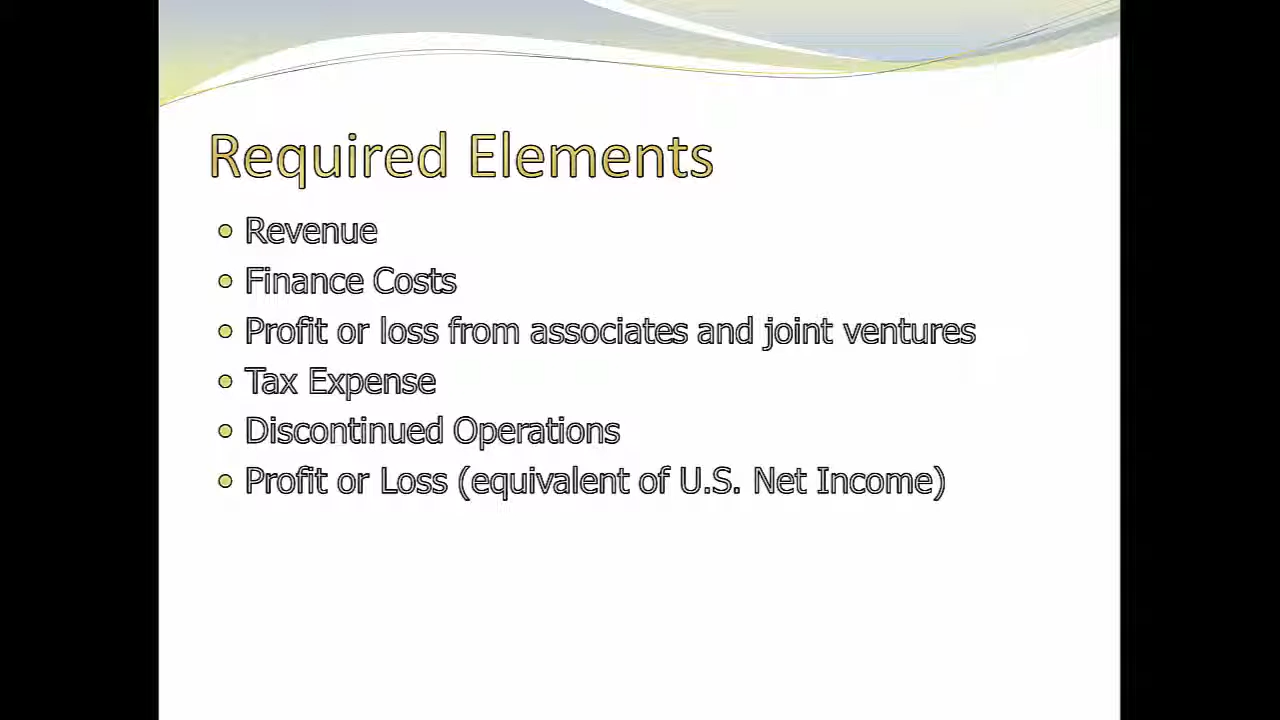 Required Elements
Revenue
Finance Costs
Profit or loss from associates and joint ventures
Tax Expense
Discontinued Operations
Profit or Loss (equivalent of U.S. Net Income)